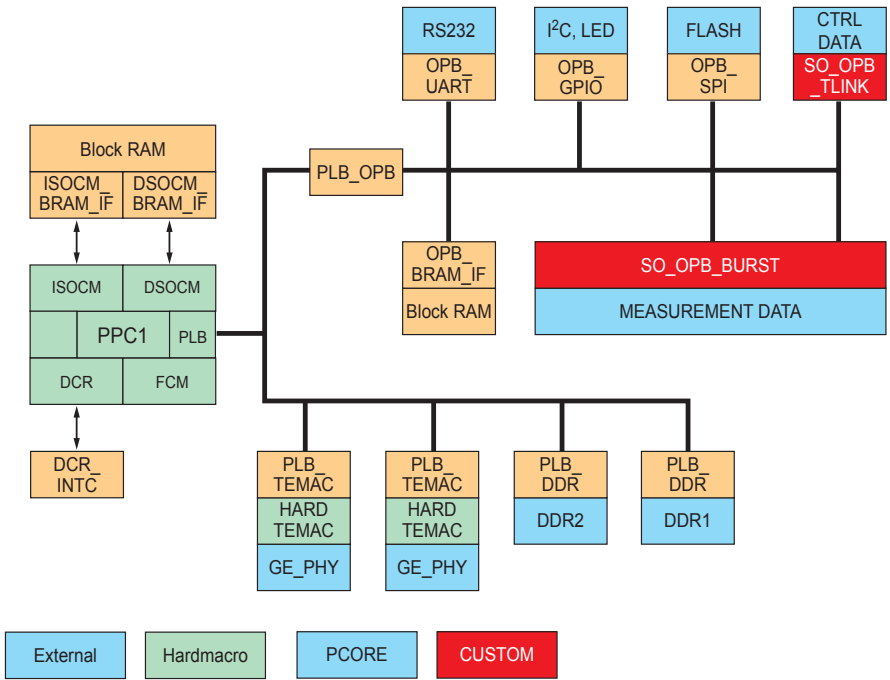 RS232
OPB_
UART
I²C, LED
OPB_
GPIO
FLASH
OPB_
SPI
CTRL
DATA
SO_OPB
_TLINK
Block RAM
ISOCM_
BRAM_IF
DSOCM_
BRAM_IF
PLB_OPB
ISOCM
DSOCM
PPC1
PLB
DCR
FCM
OPB_
BRAM_IF
Block RAM
SO_OPB_BURST
MEASUREMENT DATA
DCR_
INTC
PLB_
TEMAC
HARD
TEMAC
GE_PHY
PLB_
TEMAC
HARD
TEMAC
GE_PHY
PLB_
DDR
DDR2
PLB_
DDR
DDR1
External
Hardmacro
PCORE
CUSTOM